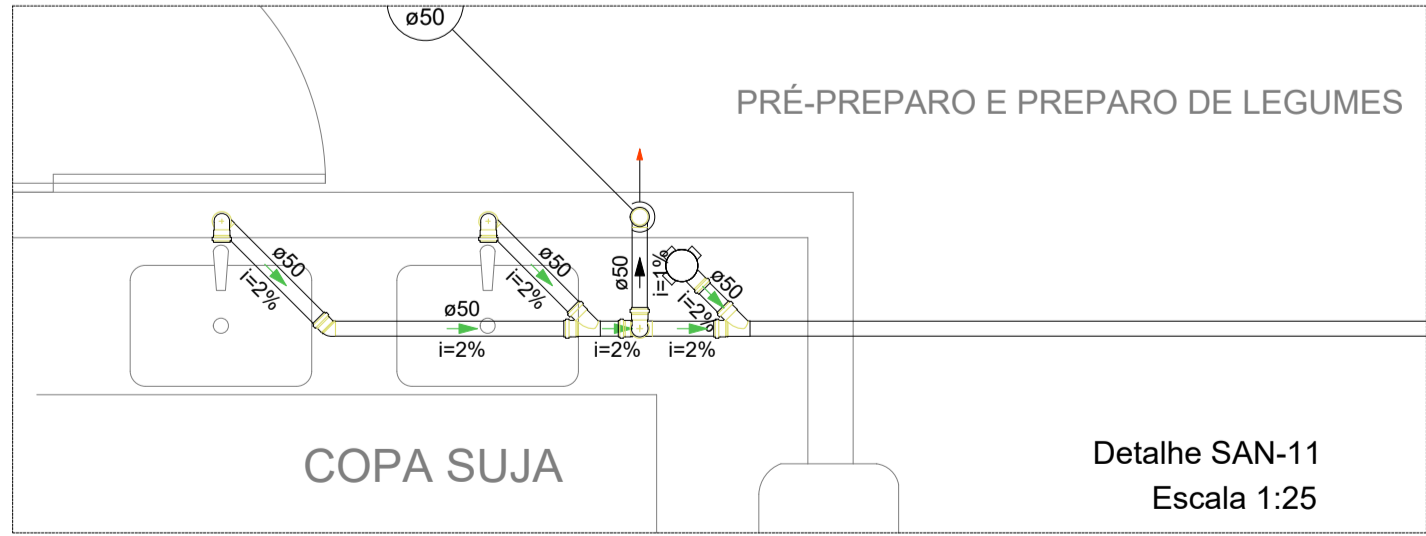 ø50
PRÉ-PREPARO E PREPARO DE LEGUMES
ø50
i=2%
ø50
i=2%
ø50
i=1%
ø50
i=2%
ø50
i=2%
i=2%
i=2%
COPA SUJA
Detalhe SAN-11
Escala 1:25